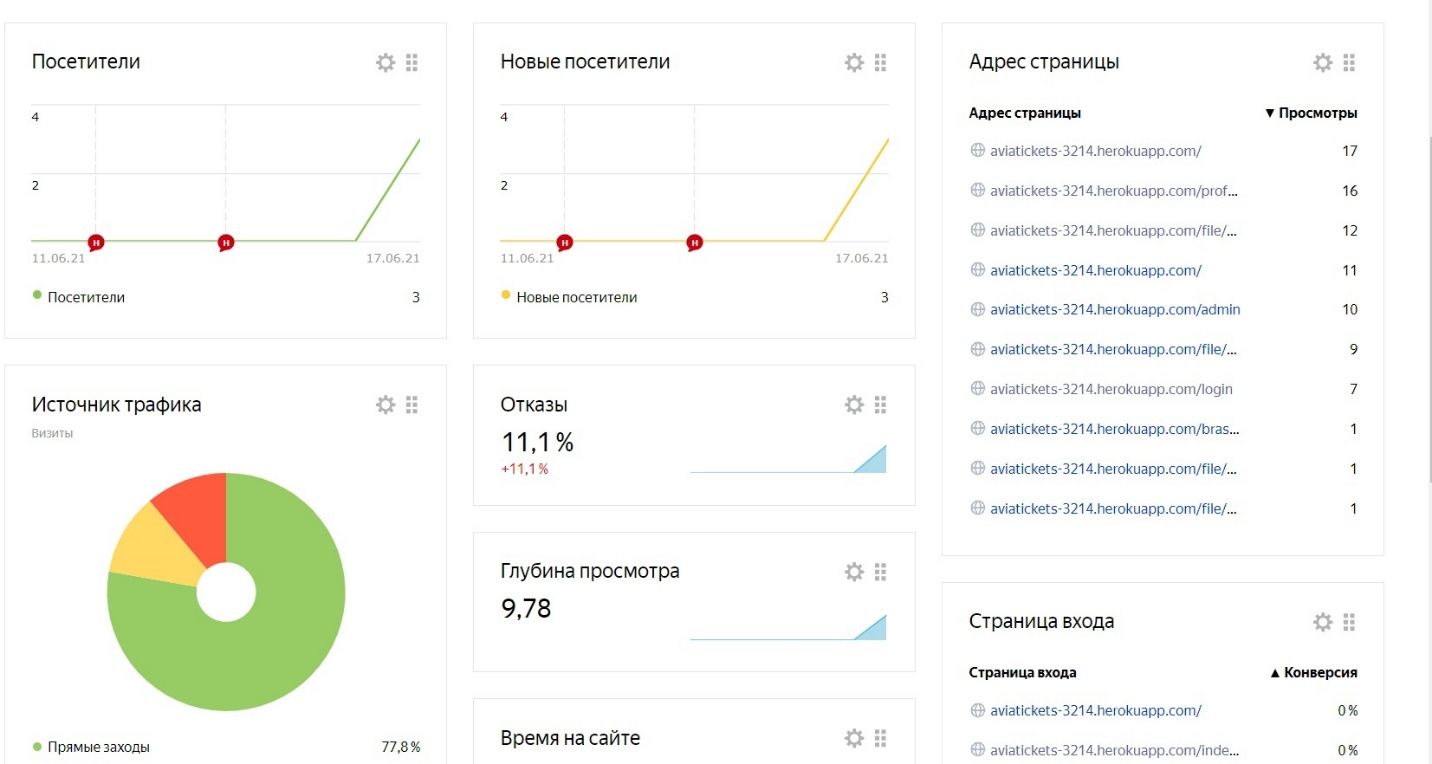 Посетители
4
2
н
н
11.06.21
17.06.21
Посетители
3
Новые посетители
4
2
н
н
11.06.21
17.06.21
Новые посетители
3
Адрес страницы
Адрес страницы ▼ Просмотры
aviatickets-3214.herokuapp.com/ 17
aviatickets-3214.herokuapp.com/prof... 16
aviatickets-3214.herokuapp.com/file/... 12
aviatickets-3214.herokuapp.com/ 11
aviatickets-3214.herokuapp.com/admin 10
aviatickets-3214.herokuapp.com/file/... 9
aviatickets-3214.herokuapp.com/login 7
aviatickets-3214.herokuapp.com/bras... 1
aviatickets-3214.herokuapp.com/file/... 1
aviatickets-3214.herokuapp.com/file/... 1
Источник трафика
Визиты
Прямые заходы 77,8 %
Отказы
11,1 %
+11,1 %
Глубина просмотра
9,78
Время на сайте
Страница входа
Страница входа ▲ Конверсия
aviatickets-3214.herokuapp.com/ 0 %
aviatickets-3214.herokuapp.com/inde... 0 %